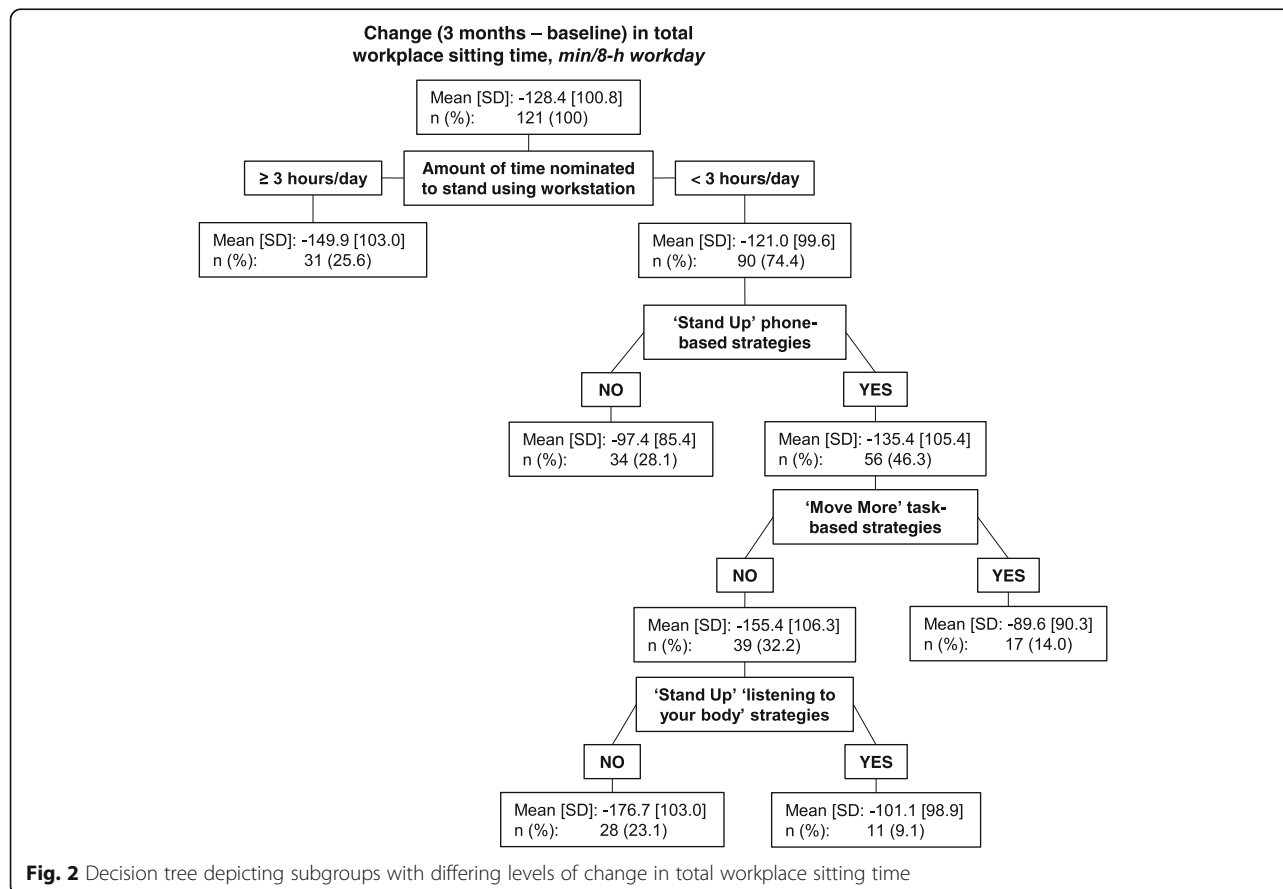 Change (3 months – baseline) in total
workplace sitting time, min/8-h workday
Mean [SD]: -128.4 [100.8]
n (%): 121 (100)
≥ 3 hours/day
Amount of time nominated
to stand using workstation
< 3 hours/day
Mean [SD]: -149.9 [103.0]
n (%): 31 (25.6)
Mean [SD]: -121.0 [99.6]
n (%): 90 (74.4)
‘Stand Up’ phone-
based strategies
NO
YES
Mean [SD]: -97.4 [85.4]
n (%): 34 (28.1)
Mean [SD]: -135.4 [105.4]
n (%): 56 (46.3)
‘Move More’ task-
based strategies
NO
YES
Mean [SD]: -155.4 [106.3]
n (%): 39 (32.2)
Mean [SD: -89.6 [90.3]
n (%): 17 (14.0)
‘Stand Up’ ‘listening to
your body’ strategies
NO
YES
Mean [SD]: -176.7 [103.0]
n (%): 28 (23.1)
Mean [SD: -101.1 [98.9]
n (%): 11 (9.1)
Fig. 2 Decision tree depicting subgroups with differing levels of change in total workplace sitting time